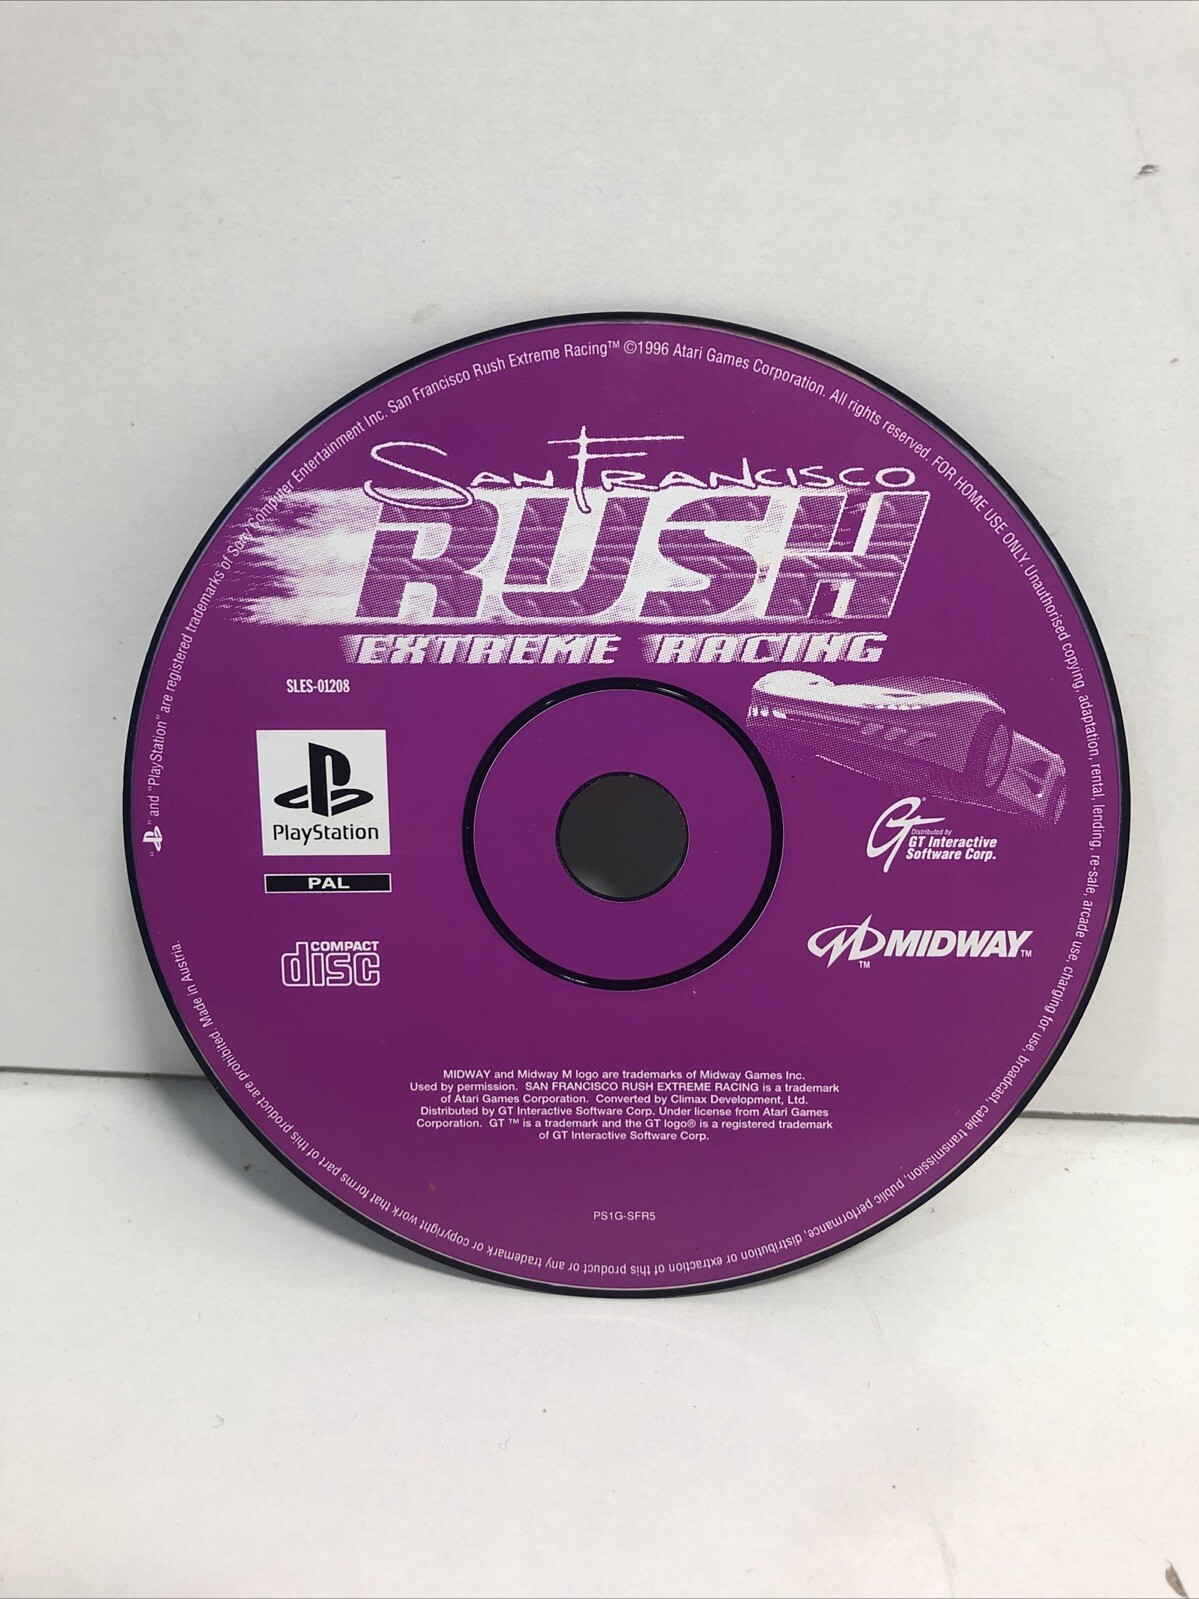 San Francisco
RUSH
EXTREME RACING
SLES-01208
PlayStation
PAL
COMPACT
disc
GT®
Distributed by
GT Interactive
Software Corp.
MIDWAY™
™
MIDWAY and Midway M logo are trademarks of Midway Games Inc.
Used by permission. SAN FRANCISCO RUSH EXTREME RACING is a trademark
of Atari Games Corporation. Converted by Climax Development, Ltd.
Distributed by GT Interactive Software Corp. Under license from Atari Games
Corporation. GT ™ is a trademark and the GT logo® is a registered trademark
of GT Interactive Software Corp.
PS1G-SFR5
" " and "PlayStation" are registered trademarks of Sony Computer Entertainment Inc. San Francisco Rush Extreme Racing™ ©1996 Atari Games Corporation. All rights reserved. FOR HOME USE ONLY. Unauthorised copying, adaptation, rental, lending, re-sale, arcade use, charging for use, broadcast, cable transmission, public performance, distribution or extraction of this product or any trademark or copyright work that forms part of this product are prohibited. Made in Austria.